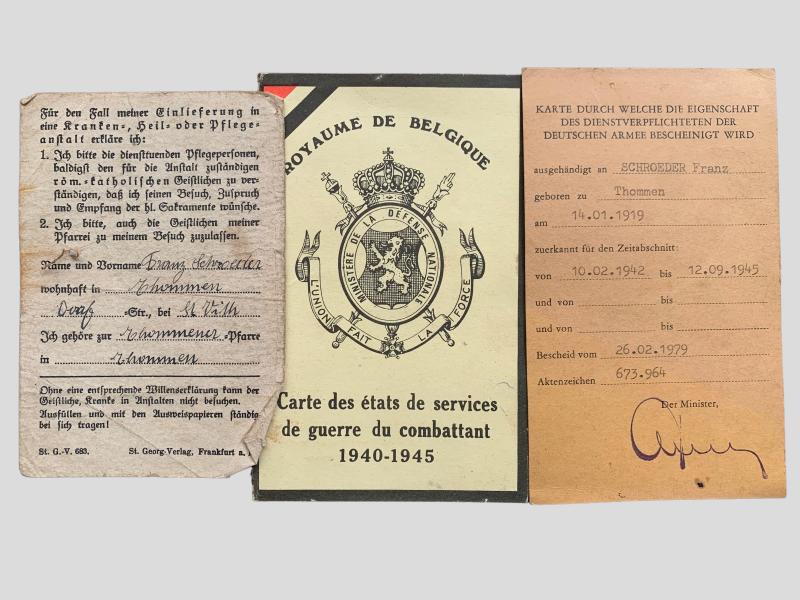 Für den Fall meiner Einlieferung in
eine Kranken-, Heil- oder Pflege-
anstalt erkläre ich:
1. Ich bitte die diensttuenden Pflegepersonen,
baldigst den für die Anstalt zuständigen
röm.-katholischen Geistlichen zu ver-
ständigen, daß ich seinen Besuch, Zuspruch
und Empfang der hl. Sakramente wünsche.
2. Ich bitte, auch die Geistlichen meiner
Pfarrei zu meinem Besuch zuzulassen.
Name und Vorname Franz Schroeder
wohnhaft in Thommen
Dorf -Str., bei St Vith
Ich gehöre zur Thommener -Pfarre
in Thommen
Ohne eine entsprechende Willenserklärung kann der
Geistliche, Kranke in Anstalten nicht besuchen.
Ausfüllen und mit den Ausweispapieren ständig
bei sich tragen!
St. G.-V. 683. St. Georg-Verlag, Frankfurt a.
ROYAUME DE BELGIQUE
MINISTERE DE LA DÉFENSE NATIONALE
L'UNION FAIT LA FORCE
Carte des états de services
de guerre du combattant
1940-1945
KARTE DURCH WELCHE DIE EIGENSCHAFT
DES DIENSTVERPFLICHTETEN DER
DEUTSCHEN ARMEE BESCHEINIGT WIRD
ausgehändigt an SCHROEDER Franz
geboren zu Thommen
am 14.01.1919
zuerkannt für den Zeitabschnitt:
von 10.02.1942 bis 12.09.1945
und von bis
und von bis
Bescheid vom 26.02.1979
Aktenzeichen 673.964
Der Minister,